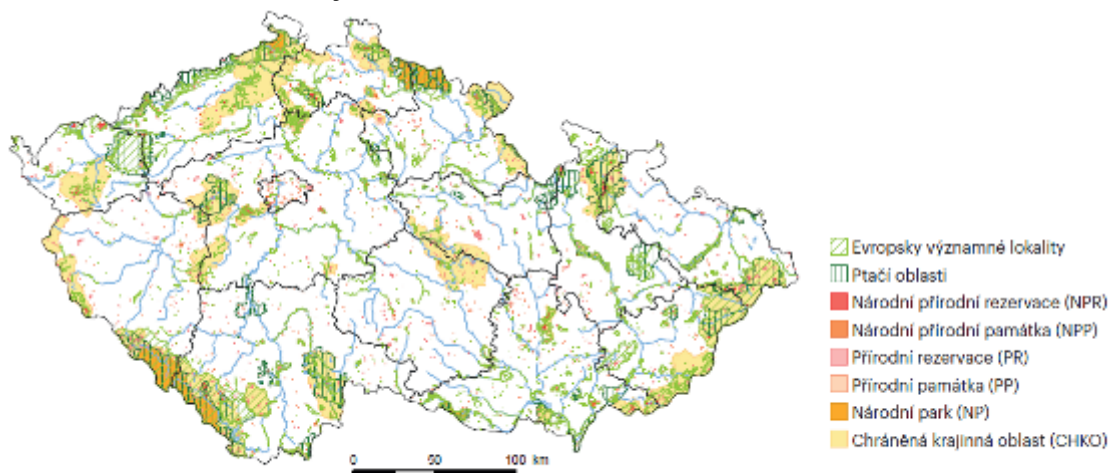 Evropsky významné lokality
Ptačí oblasti
Národní přírodní rezervace (NPR)
Národní přírodní památka (NPP)
Přírodní rezervace (PR)
Přírodní památka (PP)
Národní park (NP)
Chráněná krajinná oblast (CHKO)
0 50 100 km